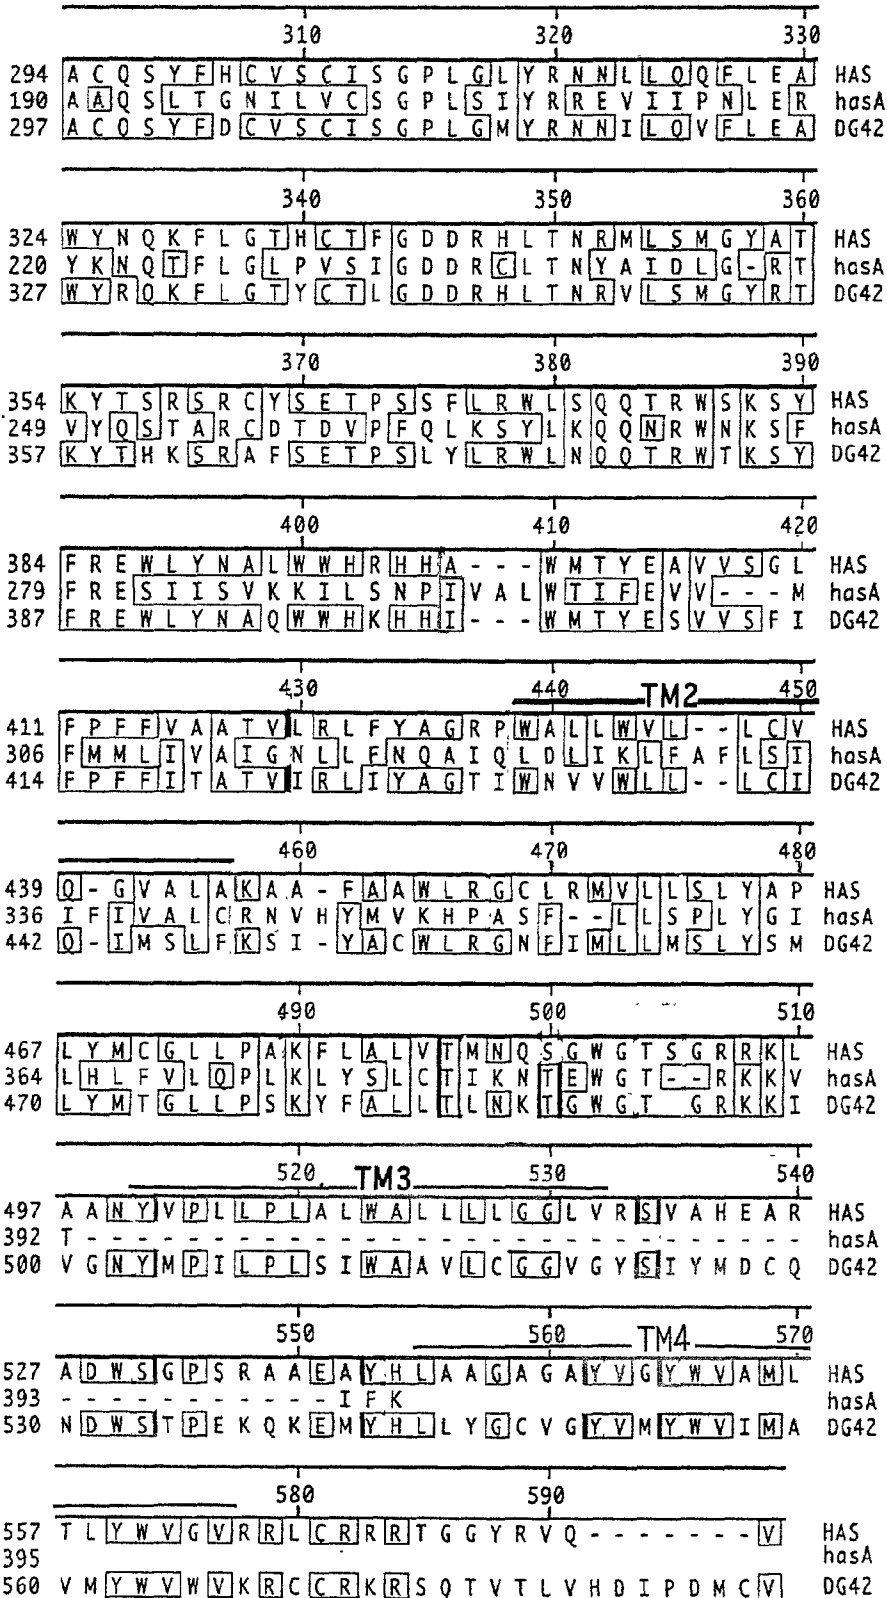 310 320 330
294 A C Q S Y F H C V S C I S G P L G L Y R N N L L Q Q F L E A HAS
190 A A Q S L T G N I L V C S G P L S I Y R R E V I I P N L E R hasA
297 A C Q S Y F D C V S C I S G P L G M Y R N N I L Q V F L E A DG42
340 350 360
324 W Y N Q K F L G T H C T F G D D R H L T N R M L S M G Y A T HAS
220 Y K N Q T F L G L P V S I G D D R C L T N Y A I D L G - R T hasA
327 W Y R Q K F L G T Y C T L G D D R H L T N R V L S M G Y R T DG42
370 380 390
354 K Y T S R S R C Y S E T P S S F L R W L S Q Q T R W S K S Y HAS
249 V Y Q S T A R C D T D V P F Q L K S Y L K Q Q N R W N K S F hasA
357 K Y T H K S R A F S E T P S L Y L R W L N Q Q T R W T K S Y DG42
400 410 420
384 F R E W L Y N A L W W H R H H A - - - W M T Y E A V V S G L HAS
279 F R E S I I S V K K I L S N P I V A L W T I F E V V - - - M hasA
387 F R E W L Y N A Q W W H K H H I - - - W M T Y E S V V S F I DG42
430 440 TM2 450
411 F P F F V A A T V L R L F Y A G R P W A L L W V L - - L C V HAS
306 F M M L I V A I G N L L F N Q A I Q L D L I K L F A F L S I hasA
414 F P F F I T A T V I R L I Y A G T I W N V V W L L - - L C I DG42
460 470 480
439 Q - G V A L A K A A - F A A W L R G C L R M V L L S L Y A P HAS
336 I F I V A L C R N V H Y M V K H P A S F - - L L S P L Y G I hasA
442 Q - I M S L F K S I - Y A C W L R G N F I M L L M S L Y S M DG42
490 500 510
467 L Y M C G L L P A K F L A L V T M N Q S G W G T S G R R K L HAS
364 L H L F V L Q P L K L Y S L C T I K N T E W G T - - R K K V hasA
470 L Y M T G L L P S K Y F A L L T L N K T G W G T G R K K I DG42
520 TM3 530 540
497 A A N Y V P L L P L A L W A L L L L G G L V R S V A H E A R HAS
392 T - - - - - - - - - - - - - - - - - - - - - - - - - - - - - hasA
500 V G N Y M P I L P L S I W A A V L C G G V G Y S I Y M D C Q DG42
550 560 TM4 570
527 A D W S G P S R A A E A Y H L A A G A G A Y V G Y W V A M L HAS
393 - - - - - - - - - - - I F K hasA
530 N D W S T P E K Q K E M Y H L L Y G C V G Y V M Y W V I M A DG42
580 590
557 T L Y W V G V R R L C R R R T G G Y R V Q - - - - - - - V HAS
395 hasA
560 V M Y W V W V K R C C R K R S Q T V T L V H D I P D M C V DG42